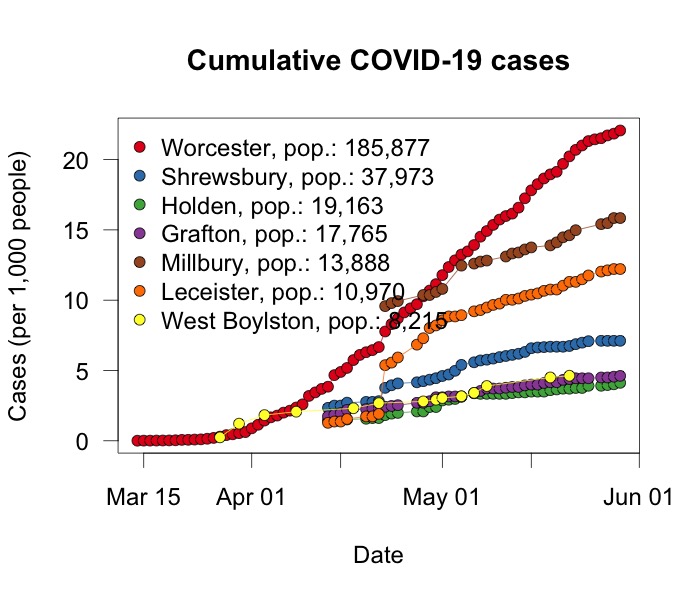 Cumulative COVID-19 cases
Worcester, pop.: 185,877
Shrewsbury, pop.: 37,973
Holden, pop.: 19,163
Grafton, pop.: 17,765
Millbury, pop.: 13,888
Leceister, pop.: 10,970
West Boylston, pop.: 8,215
Cases (per 1,000 people)
20
15
10
5
0
Mar 15 Apr 01 May 01 Jun 01
Date